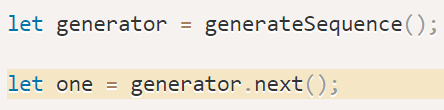 let generator = generateSequence();
let one = generator.next();